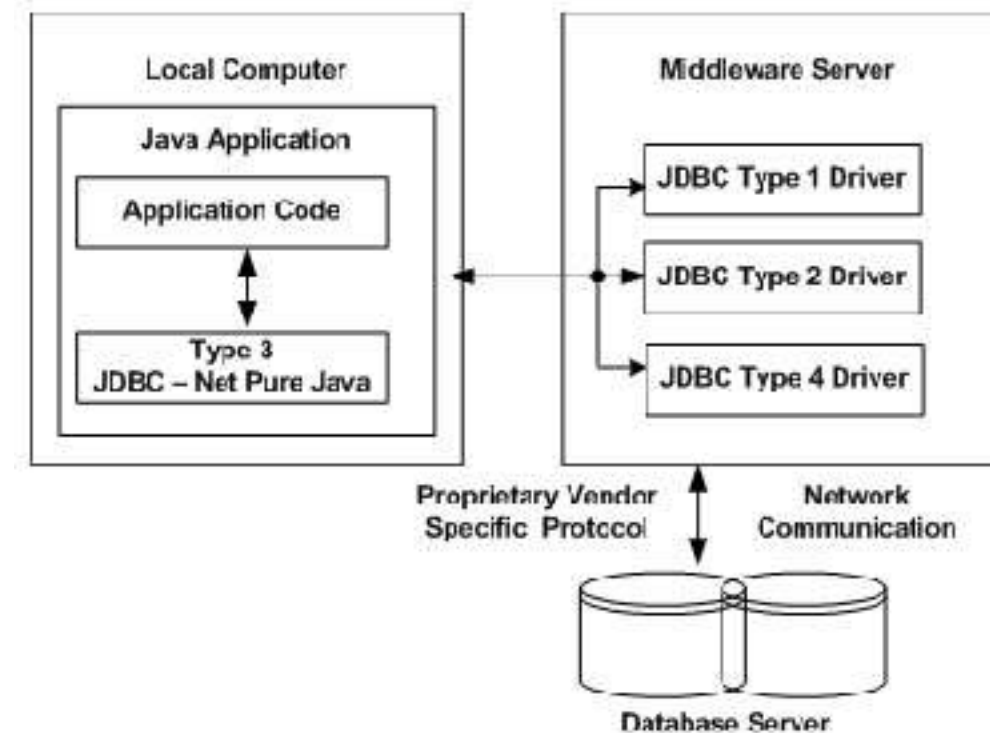 Local Computer
Java Application
Application Code
Type 3
JDBC – Net Pure Java
Middleware Server
JDBC Type 1 Driver
JDBC Type 2 Driver
JDBC Type 4 Driver
Proprietary Vendor
Specific Protocol
Network
Communication
Database Server